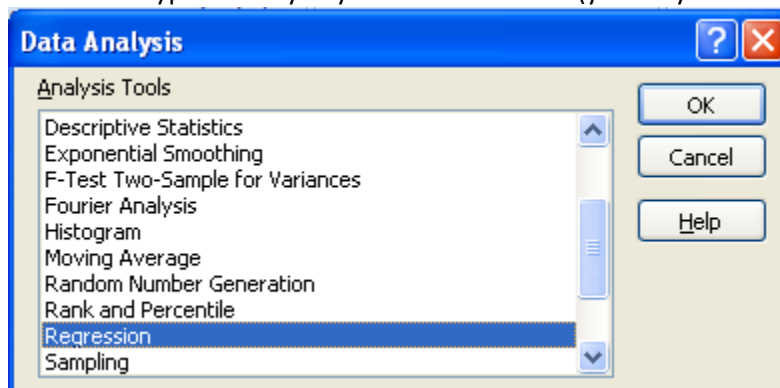 Data Analysis
Analysis Tools
Descriptive Statistics
Exponential Smoothing
F-Test Two-Sample for Variances
Fourier Analysis
Histogram
Moving Average
Random Number Generation
Rank and Percentile
Regression
Sampling
OK
Cancel
Help